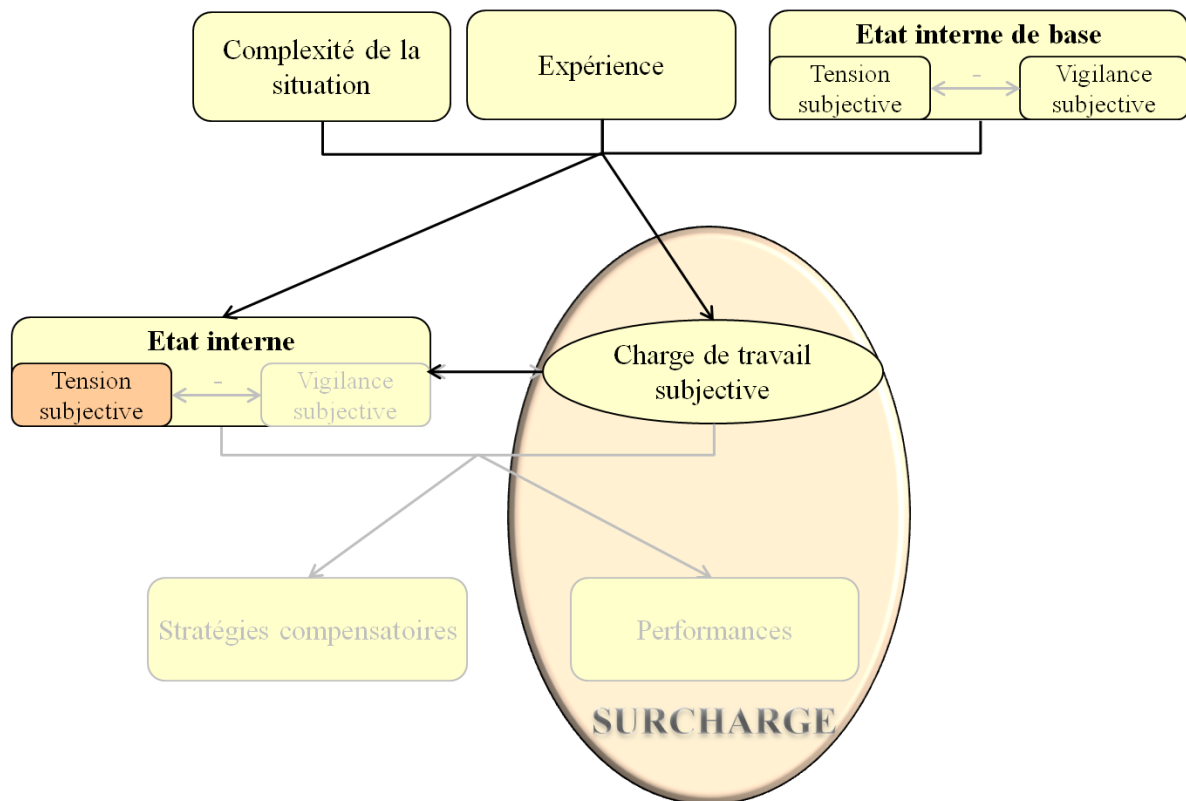 Complexité de la
situation
Expérience
Etat interne de base
Tension
subjective
-
Vigilance
subjective
Etat interne
Tension
subjective
-
Vigilance
subjective
Charge de travail
subjective
Stratégies compensatoires
Performances
SURCHARGE